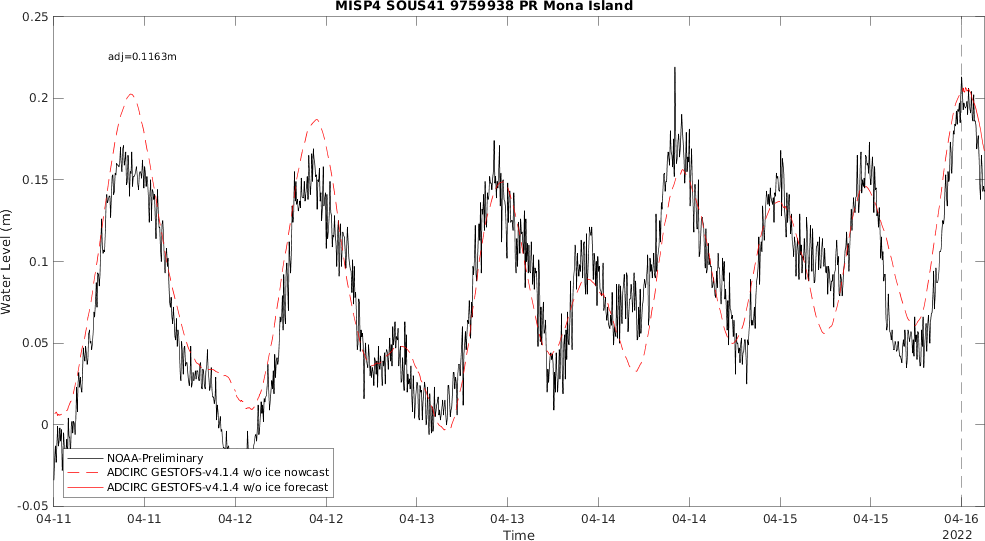 MISP4 SOUS41 9759938 PR Mona Island
adj=0.1163m
0.25
0.2
0.15
0.1
0.05
0
-0.05
Water Level (m)
NOAA-Preliminary
ADCIRC GESTOFS-v4.1.4 w/o ice nowcast
ADCIRC GESTOFS-v4.1.4 w/o ice forecast
04-11 04-11 04-12 04-12 04-13 04-13 04-14 04-14 04-15 04-15 04-16
Time
2022